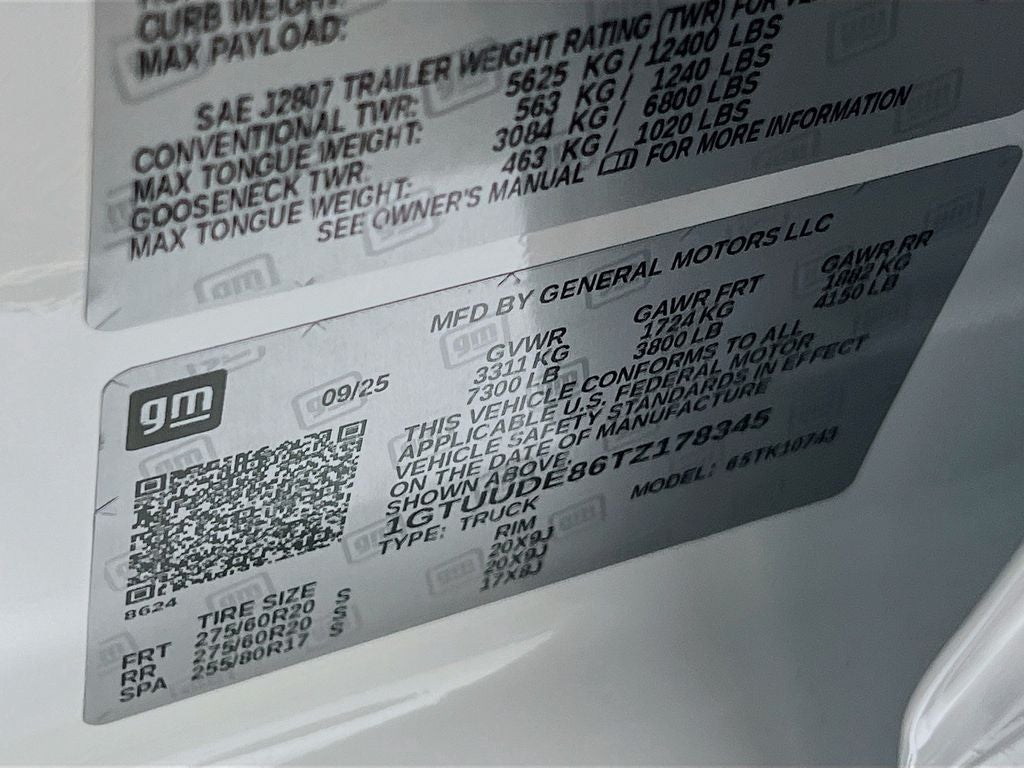 CURB WEIGHT:
MAX PAYLOAD:
SAE J2807 TRAILER WEIGHT RATING (TWR) FOR
CONVENTIONAL TWR: 5625 KG / 12400 LBS
MAX TONGUE WEIGHT: 563 KG / 1240 LBS
GOOSENECK TWR: 3084 KG / 6800 LBS
MAX TONGUE WEIGHT: 463 KG / 1020 LBS
SEE OWNER'S MANUAL FOR MORE INFORMATION
MFD BY GENERAL MOTORS LLC
gm
09/25
GVWR GAWR FRT GAWR RR
3311 KG 1724 KG 1882 KG
7300 LB 3800 LB 4150 LB
THIS VEHICLE CONFORMS TO ALL
APPLICABLE U.S. FEDERAL MOTOR
VEHICLE SAFETY STANDARDS IN EFFECT
ON THE DATE OF MANUFACTURE
SHOWN ABOVE.
1GTUUDE86TZ178345
TYPE: TRUCK MODEL: 65TK10743
8624
TIRE SIZE S RIM
FRT 275/60R20 S 20X9J
RR 275/60R20 S 20X9J
SPA 255/80R17 S 17X8J